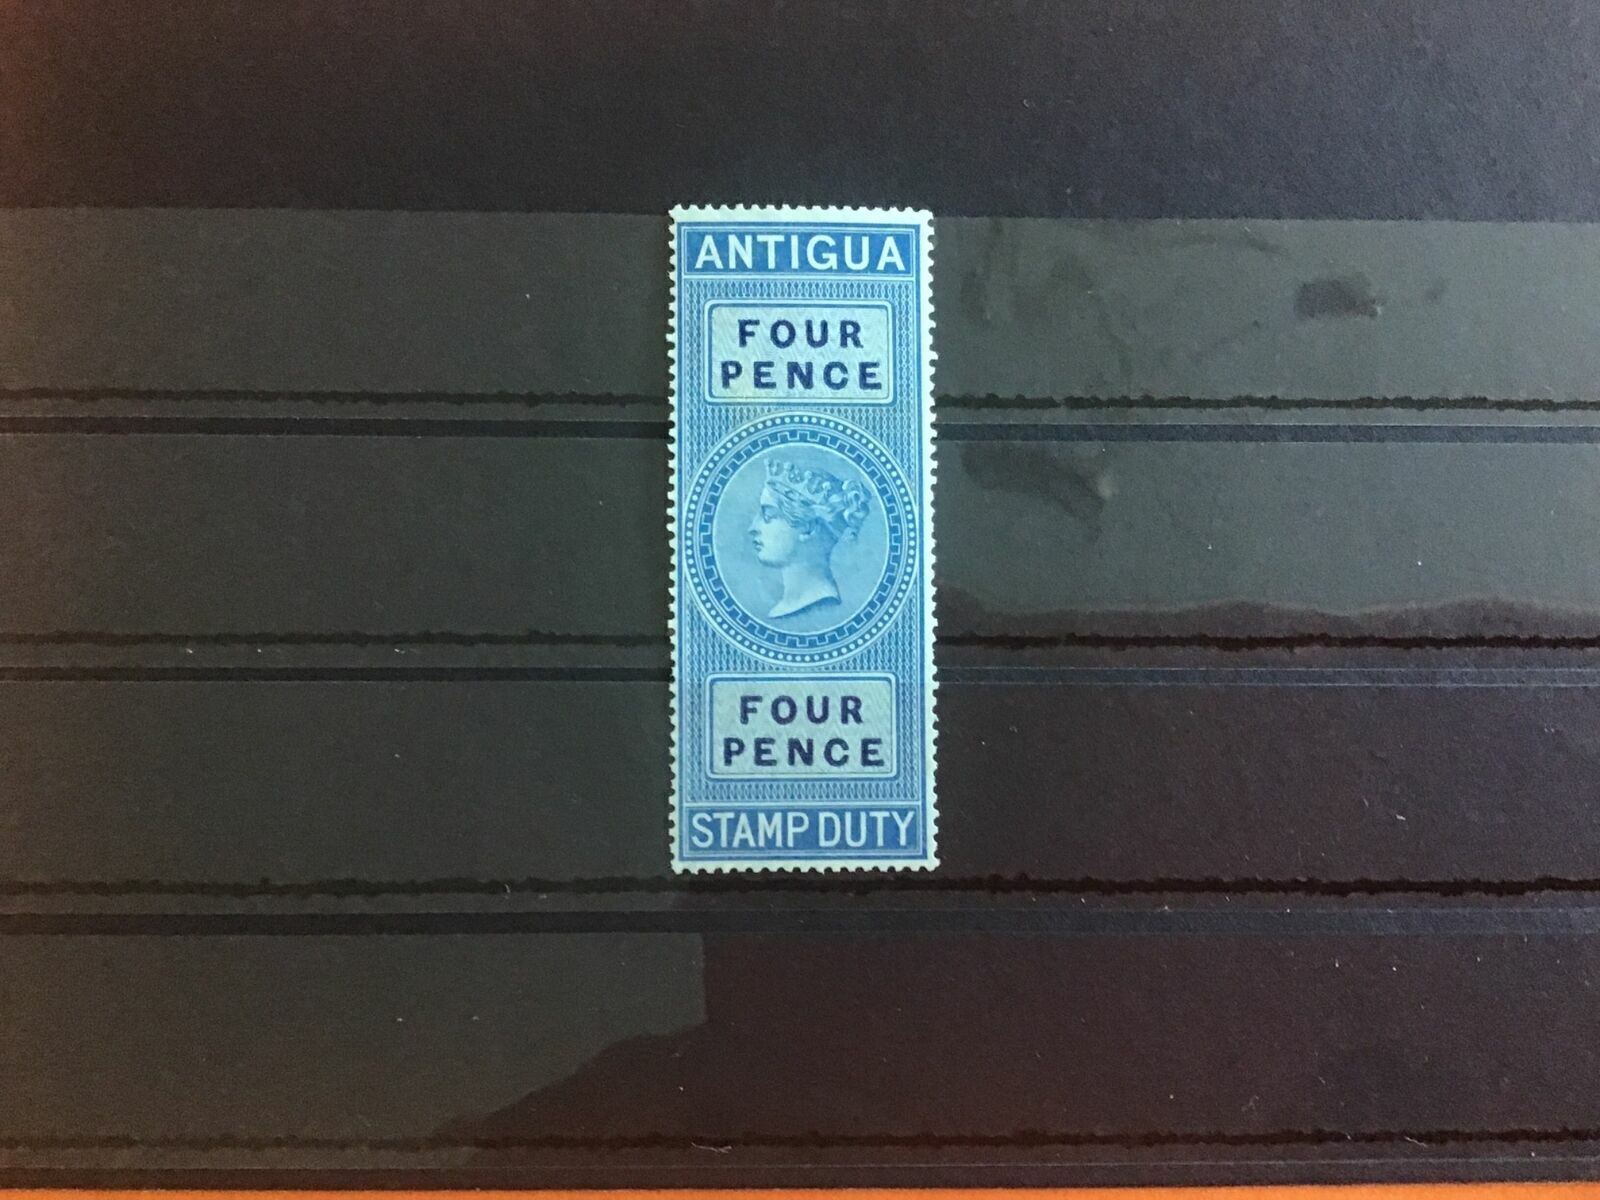 ANTIGUA
FOUR
PENCE
FOUR
PENCE
STAMP DUTY